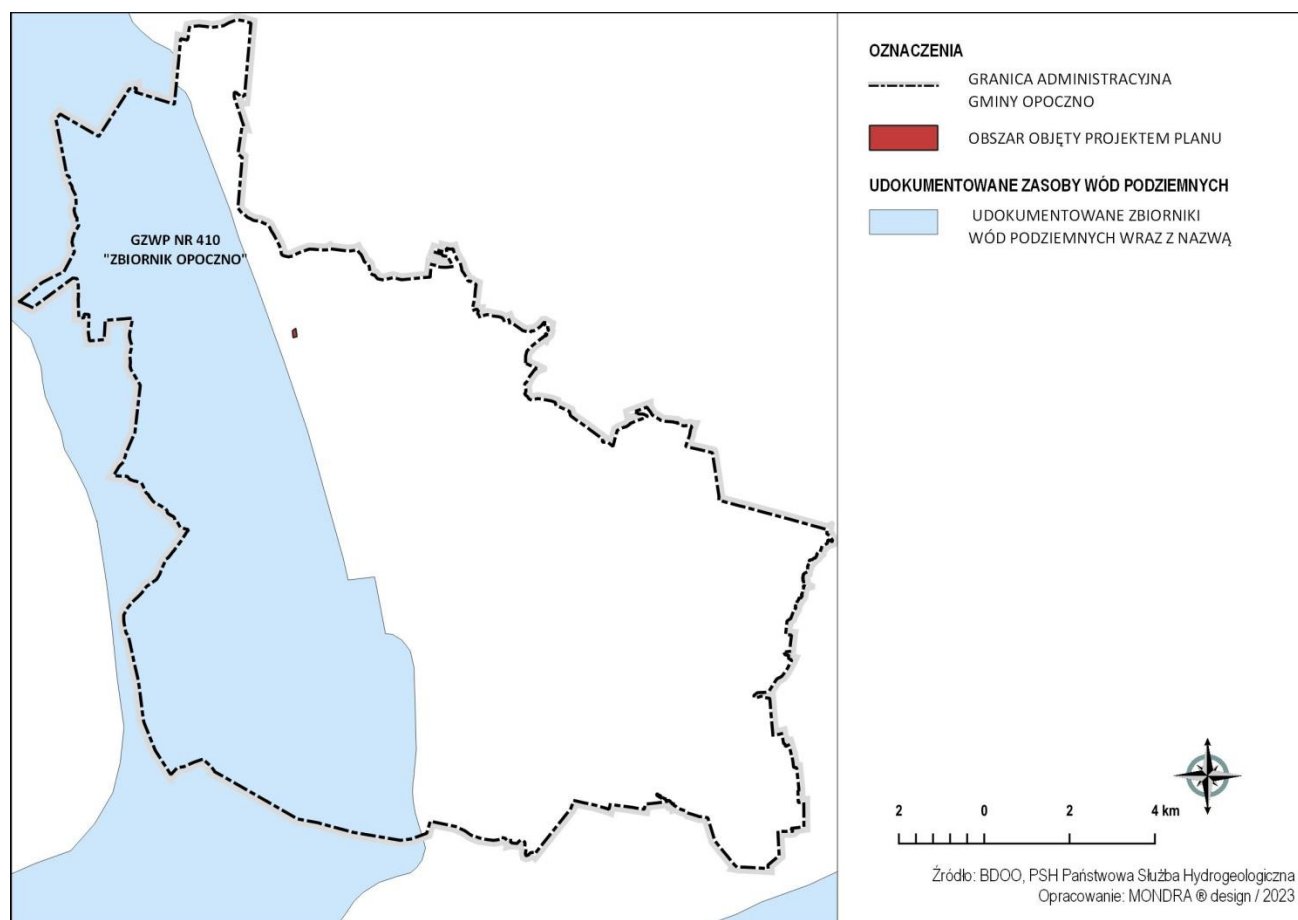 GZWP NR 410
"ZBIORNIK OPOCZNO"
OZNACZENIA
GRANICA ADMINISTRACYJNA
GMINY OPOCZNO
OBSZAR OBJĘTY PROJEKTEM PLANU
UDOKUMENTOWANE ZASOBY WÓD PODZIEMNYCH
UDOKUMENTOWANE ZBIORNIKI
WÓD PODZIEMNYCH WRAZ Z NAZWĄ
2 0 2 4 km
Źródło: BDOO, PSH Państwowa Służba Hydrogeologiczna
Opracowanie: MONDRA ® design / 2023